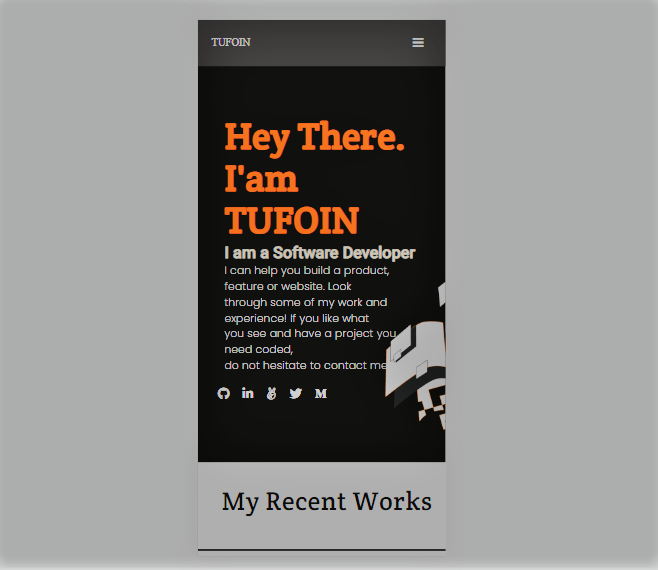 TUFOIN
Hey There.
I'am
TUFOIN
I am a Software Developer
I can help you build a product,
feature or website. Look
through some of my work and
experience! If you like what
you see and have a project you
need coded,
do not hesitate to contact me
My Recent Works